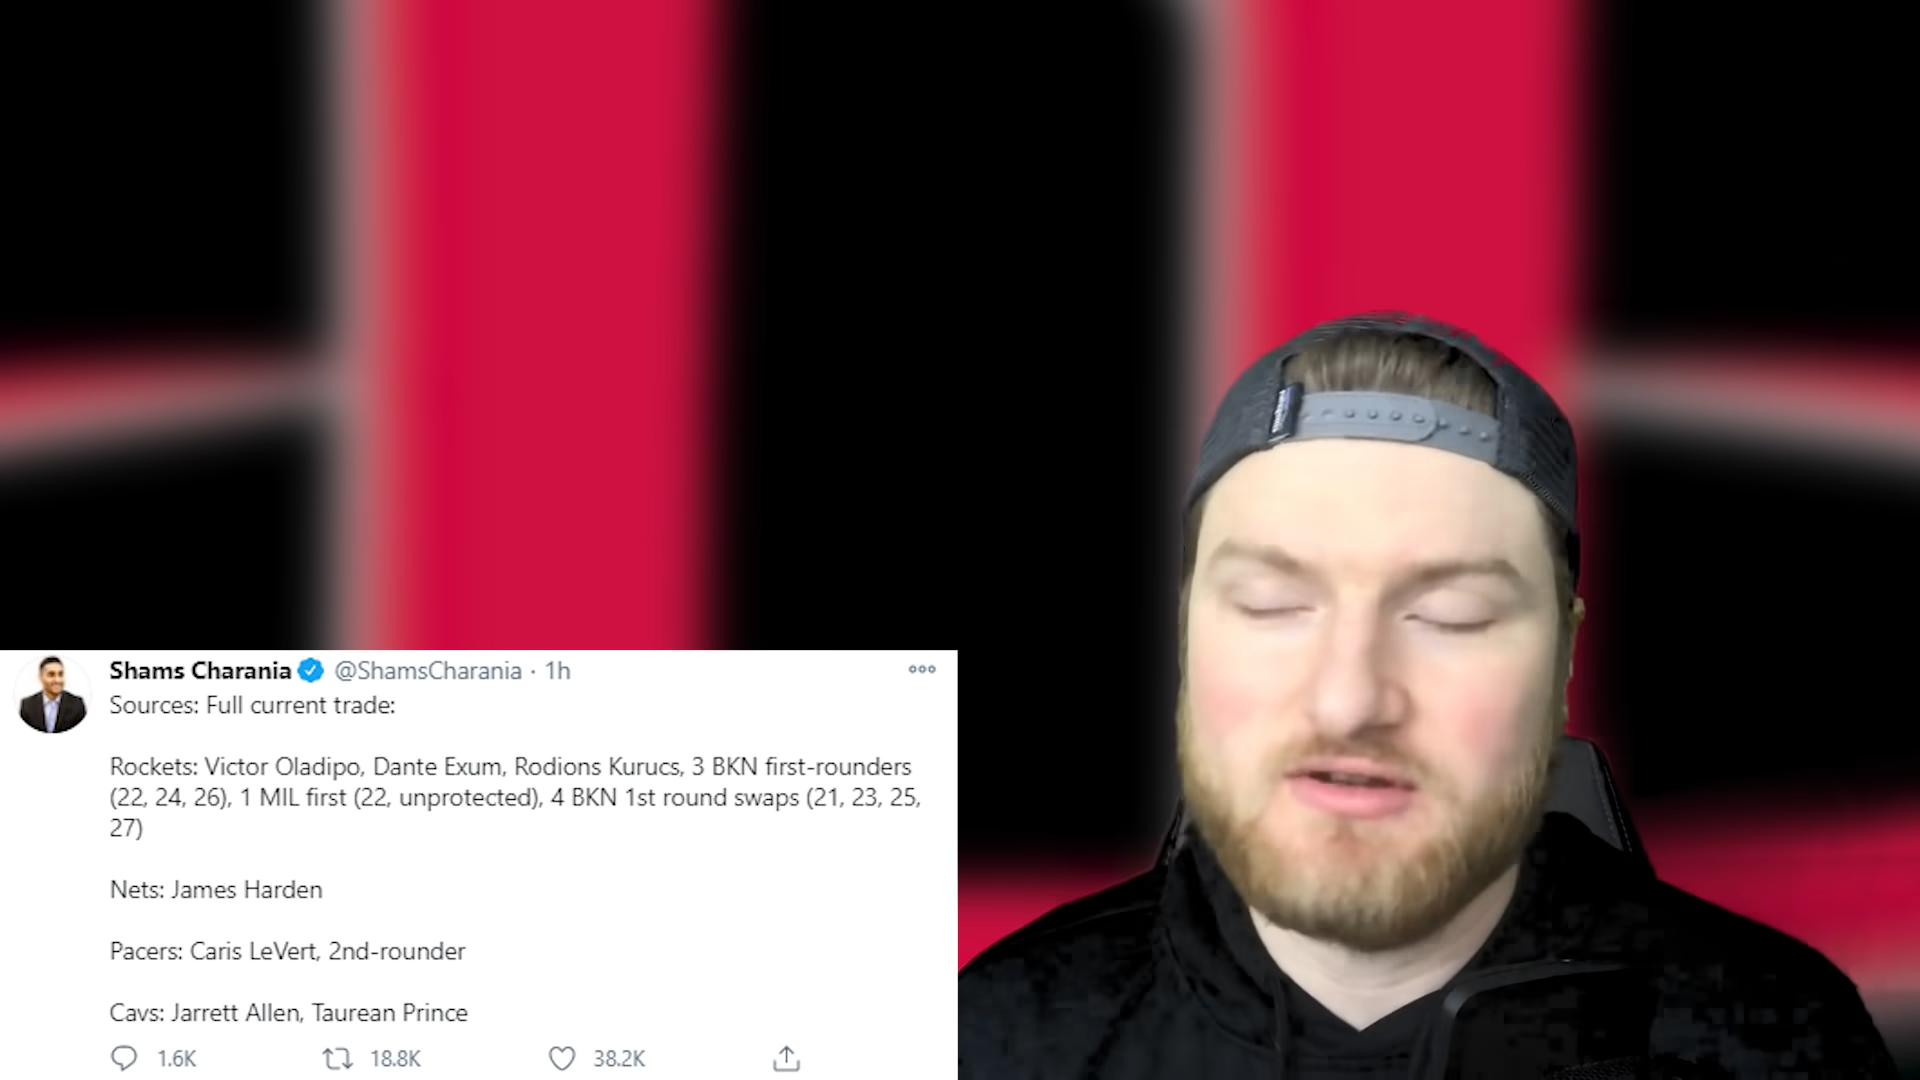 Shams Charania @ShamsCharania · 1h
Sources: Full current trade:
Rockets: Victor Oladipo, Dante Exum, Rodions Kurucs, 3 BKN first-rounders
(22, 24, 26), 1 MIL first (22, unprotected), 4 BKN 1st round swaps (21, 23, 25,
27)
Nets: James Harden
Pacers: Caris LeVert, 2nd-rounder
Cavs: Jarrett Allen, Taurean Prince
1.6K 18.8K 38.2K